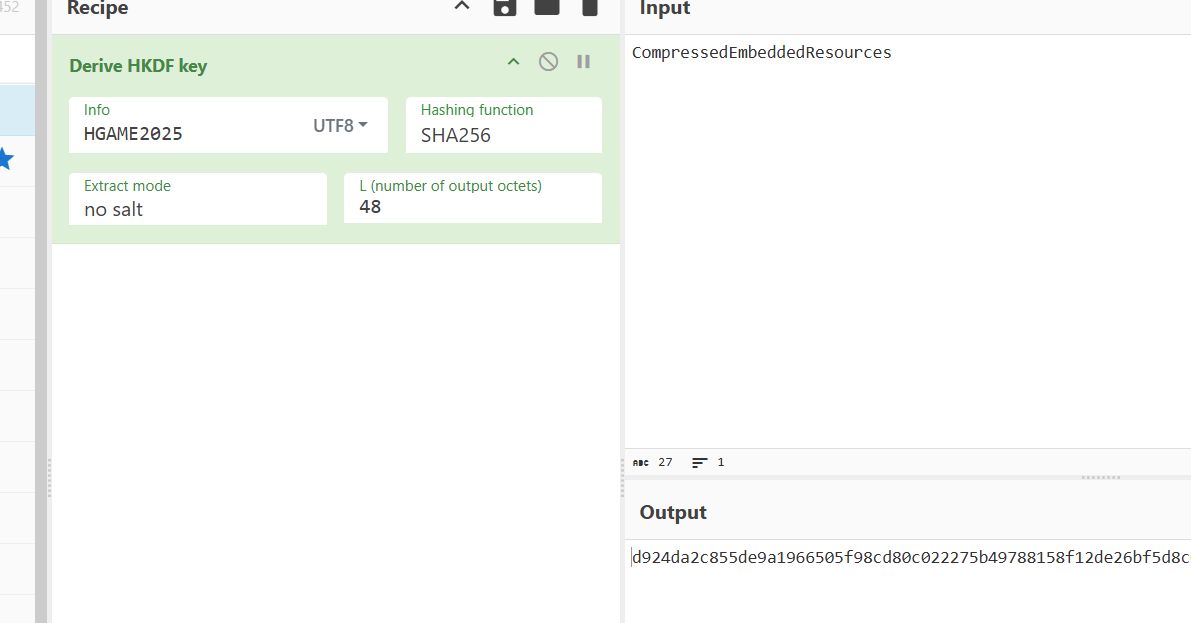 452
Recipe
Derive HKDF key
Info
HGAME2025
UTF8
Hashing function
SHA256
Extract mode
no salt
L (number of output octets)
48
Input
CompressedEmbeddedResources
ABC 27 1
Output
d924da2c855de9a1966505f98cd80c022275b49788158f12de26bf5d8c